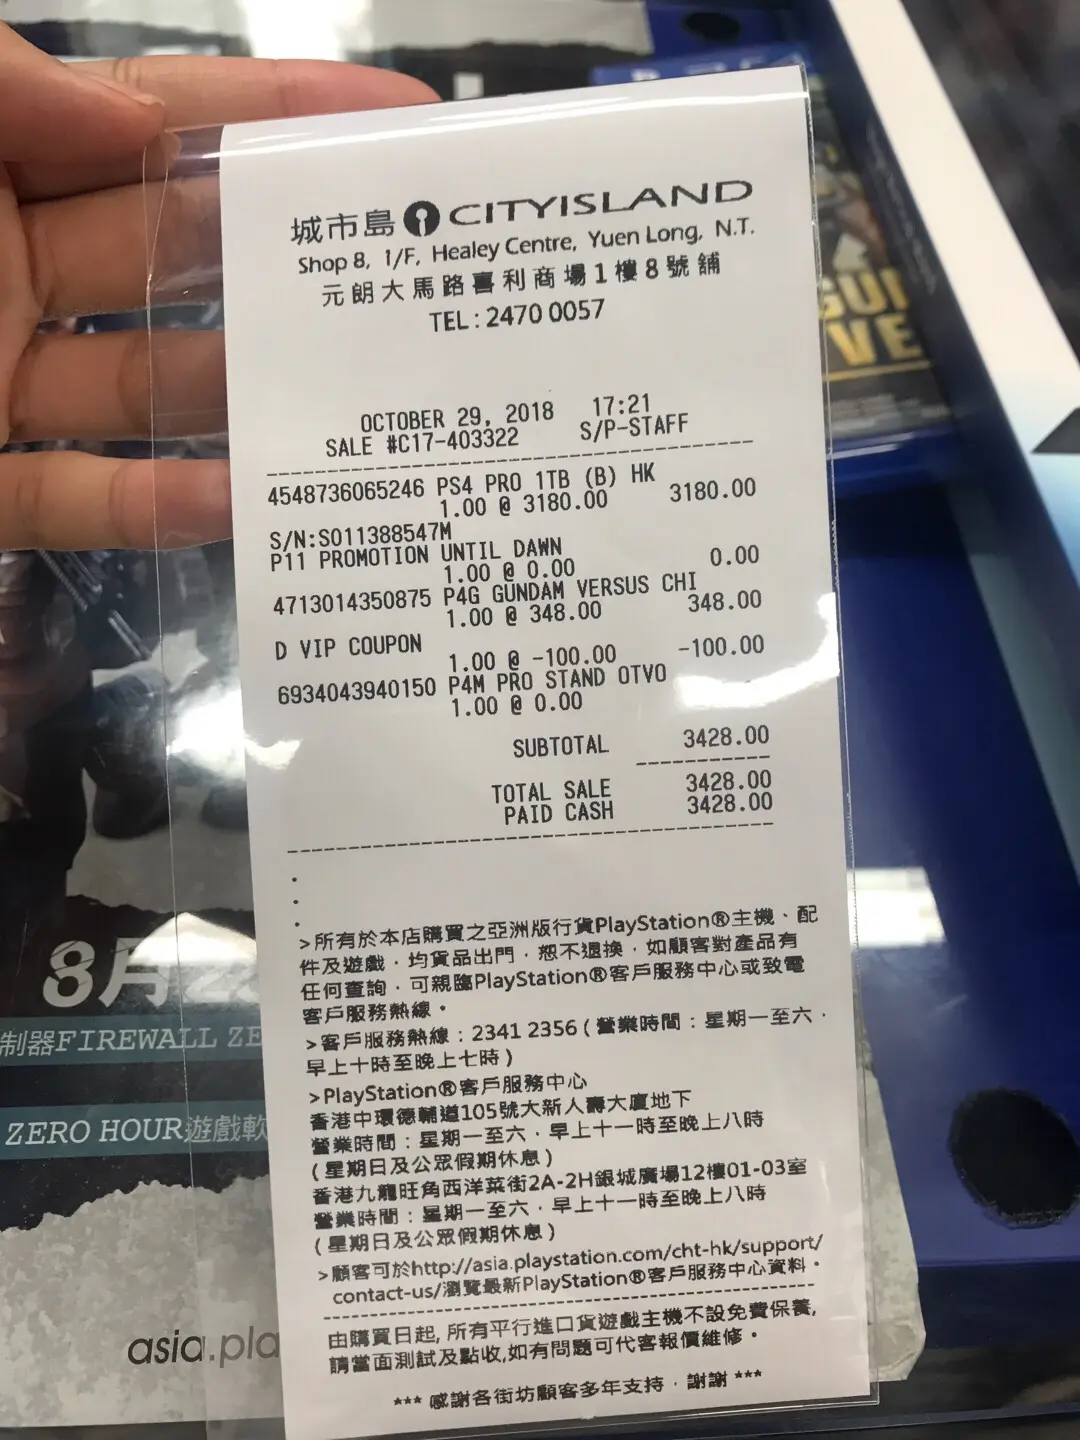 城市島 CITYISLAND
Shop 8, 1/F, Healey Centre, Yuen Long, N.T.
元朗大馬路喜利商場1樓8號舖
TEL : 2470 0057
OCTOBER 29, 2018 17:21
SALE #C17-403322 S/P-STAFF
4548736065246 PS4 PRO 1TB (B) HK
1.00 @ 3180.00 3180.00
S/N:S011388547M
P11 PROMOTION UNTIL DAWN
1.00 @ 0.00 0.00
4713014350875 P4G GUNDAM VERSUS CHI
1.00 @ 348.00 348.00
D VIP COUPON
1.00 @ -100.00 -100.00
6934043940150 P4M PRO STAND OTVO
1.00 @ 0.00
SUBTOTAL 3428.00
TOTAL SALE 3428.00
PAID CASH 3428.00
>所有於本店購買之亞洲版行貨PlayStation®主機、配
件及遊戲，均貨品出門，恕不退換，如顧客對產品有
任何查詢，可親臨PlayStation®客戶服務中心或致電
客戶服務熱線。
>客戶服務熱線：2341 2356 ( 營業時間：星期一至六，
早上十時至晚上七時 )
>PlayStation®客戶服務中心
香港中環德輔道105號大新人壽大廈地下
營業時間：星期一至六，早上十一時至晚上八時
( 星期日及公眾假期休息 )
香港九龍旺角西洋菜街2A-2H銀城廣場12樓01-03室
營業時間：星期一至六，早上十一時至晚上八時
( 星期日及公眾假期休息 )
>顧客可於http://asia.playstation.com/cht-hk/support/
contact-us/瀏覽最新PlayStation®客戶服務中心資料。
由購買日起, 所有平行進口貨遊戲主機不設免費保養,
請當面測試及點收,如有問題可代客報價維修。
*** 感謝各街坊顧客多年支持，謝謝 ***
8月
制器FIREWALL ZE
ZERO HOUR遊戲軟
asia.pla
GUN
VE